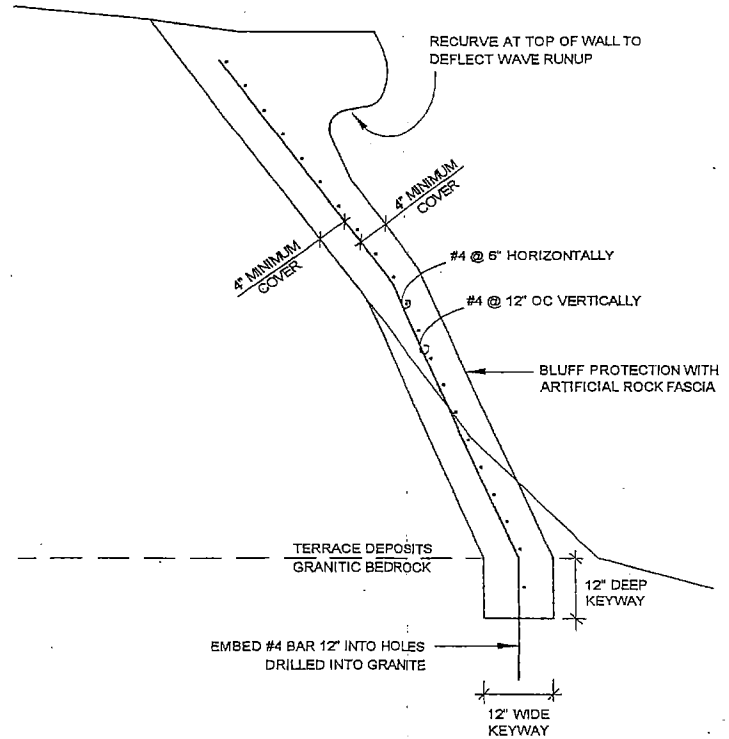 RECURVE AT TOP OF WALL TO
DEFLECT WAVE RUNUP
4" MINIMUM
COVER
4" MINIMUM
COVER
#4 @ 6" HORIZONTALLY
#4 @ 12" OC VERTICALLY
BLUFF PROTECTION WITH
ARTIFICIAL ROCK FASCIA
TERRACE DEPOSITS
GRANITIC BEDROCK
12" DEEP
KEYWAY
EMBED #4 BAR 12" INTO HOLES
DRILLED INTO GRANITE
12" WIDE
KEYWAY